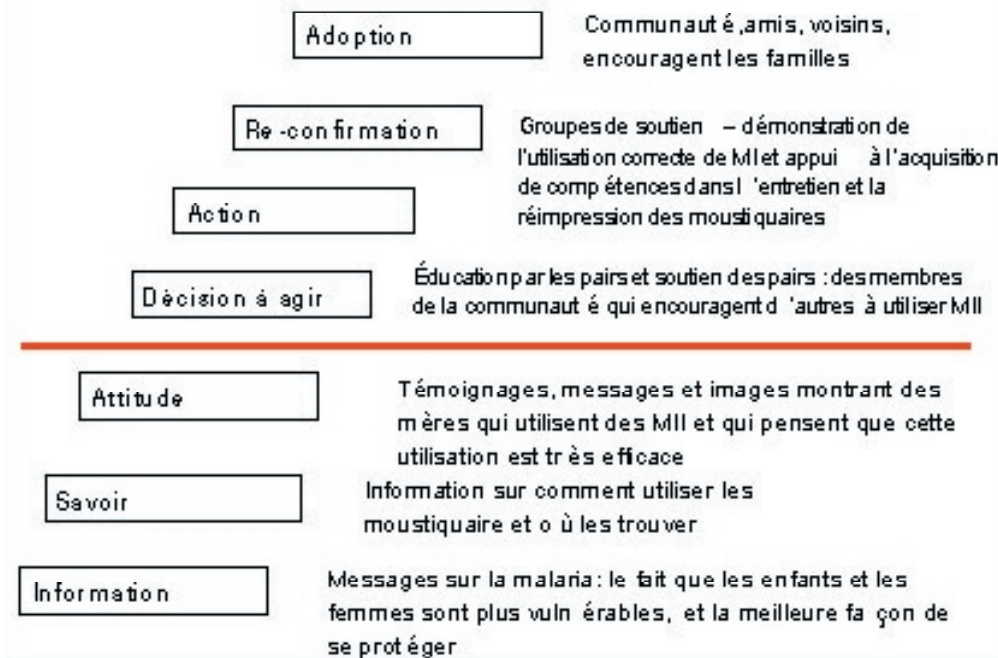 Adoption
Communauté, amis, voisins,
encouragent les familles
Re-confirmation
Groupes de soutien – démonstration de
l'utilisation correcte de MI et appui à l'acquisition
de compétences dans l'entretien et la
réimpression des moustiquaires
Action
Décision à agir
Éducation par les pairs et soutien des pairs : des membres
de la communauté qui encouragent d'autres à utiliser MII
Attitude
Témoignages, messages et images montrant des
mères qui utilisent des MII et qui pensent que cette
utilisation est très efficace
Savoir
Information sur comment utiliser les
moustiquaire et où les trouver
Information
Messages sur la malaria: le fait que les enfants et les
femmes sont plus vulnérables, et la meilleure façon de
se protéger